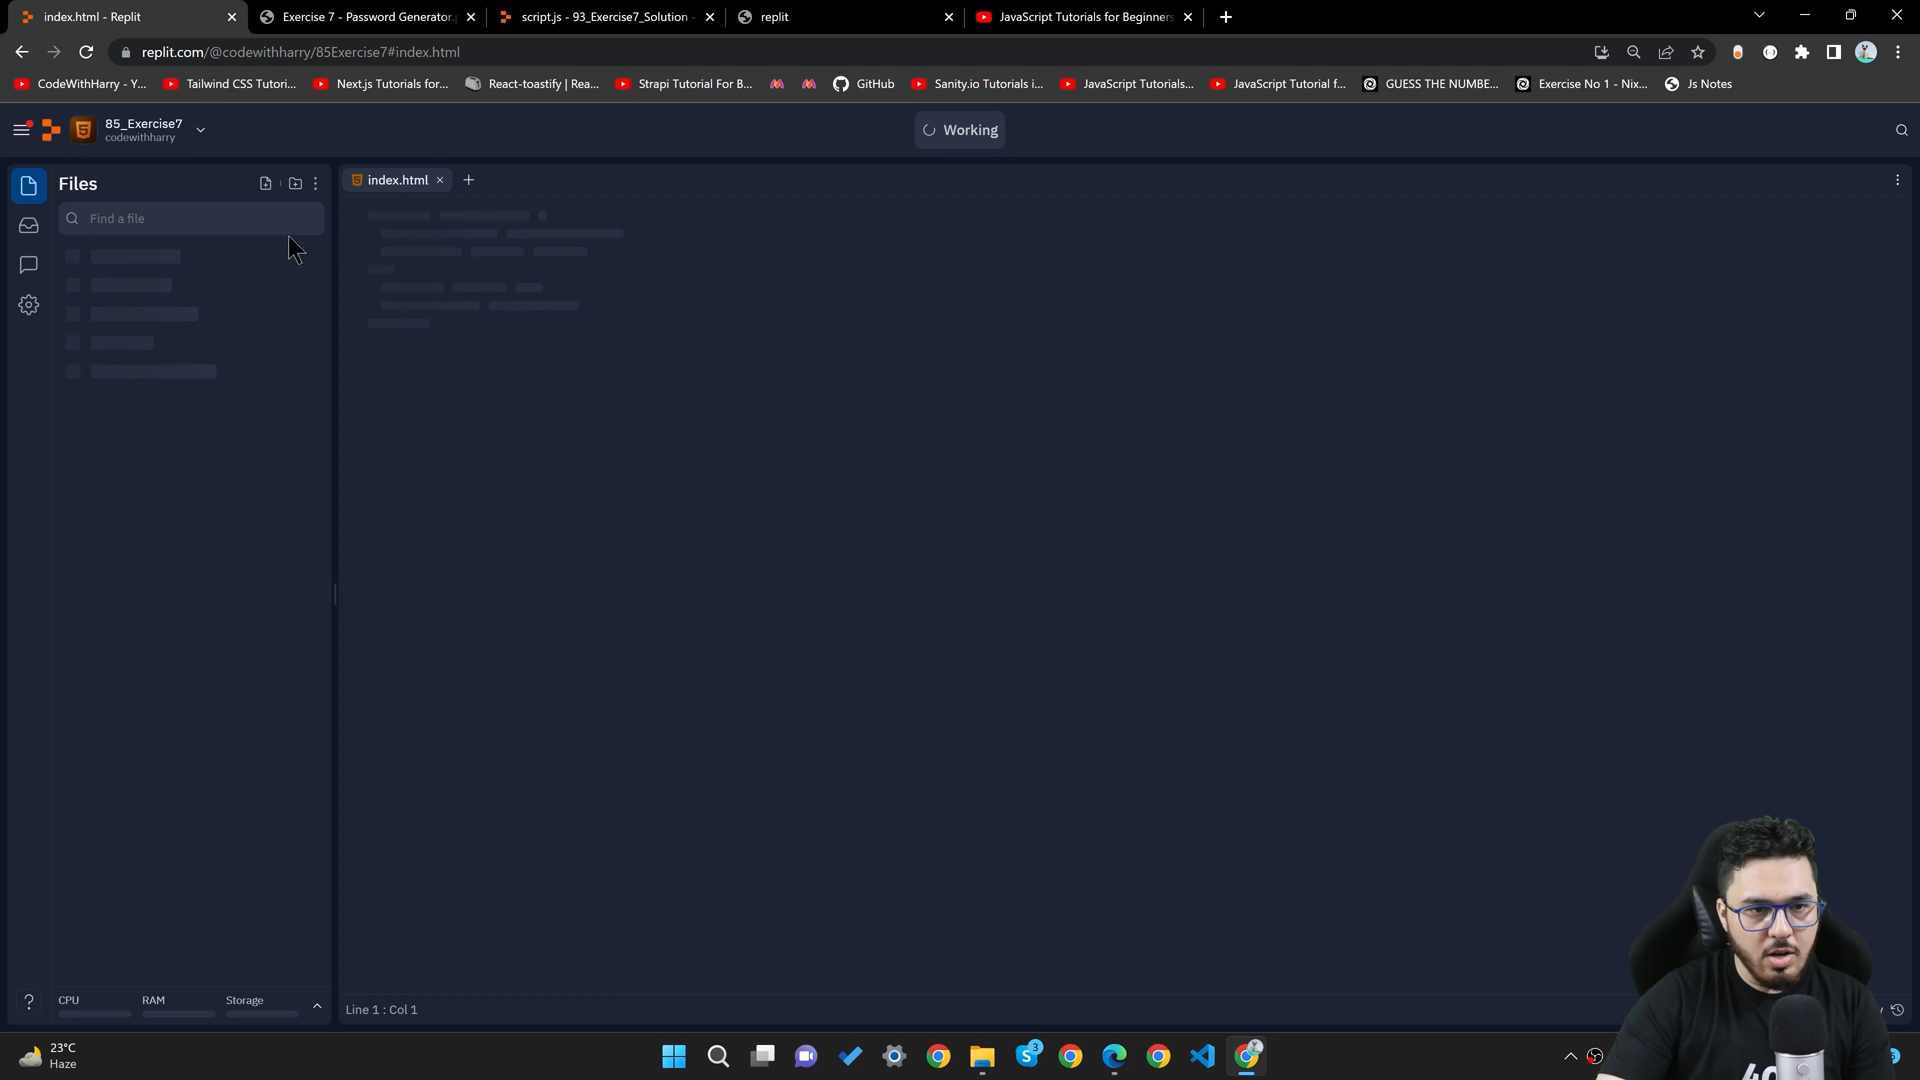 index.html - Replit
Exercise 7 - Password Generator.
script.js - 93_Exercise7_Solution -
replit
JavaScript Tutorials for Beginners
replit.com/@codewithharry/85Exercise7#index.html
CodeWithHarry - Y...
Tailwind CSS Tutori...
Next.js Tutorials for...
React-toastify | Rea...
Strapi Tutorial For B...
GitHub
Sanity.io Tutorials i...
JavaScript Tutorials...
JavaScript Tutorial f...
GUESS THE NUMBE...
Exercise No 1 - Nix...
Js Notes
85_Exercise7
codewithharry
Working
Files
index.html
Find a file
CPU
RAM
Storage
Line 1 : Col 1
23°C
Haze
3